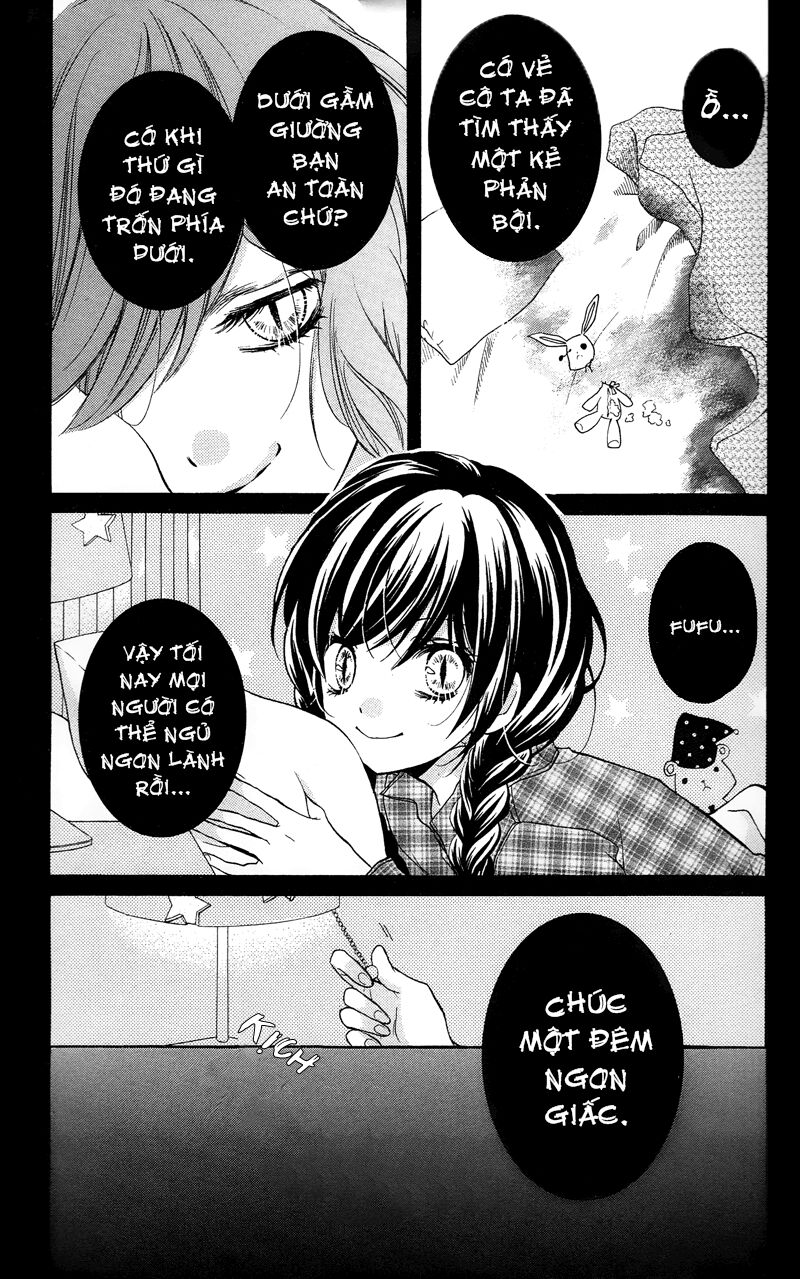 Ồ...
CÓ VẺ
CÔ TA ĐÃ
TÌM THẤY
MỘT KẺ
PHẢN
BỘI.
DƯỚI GẦM
GIƯỜNG
BẠN
AN TOÀN
CHỨ?
CÓ KHI
THỨ GÌ
ĐÓ ĐANG
TRỐN PHÍA
DƯỚI.
FUFU...
VẬY TỐI
NAY MỌI
NGƯỜI CÓ
THỂ NGỦ
NGON LÀNH
RỒI...
KỊCH
CHÚC
MỘT ĐÊM
NGON
GIẤC.